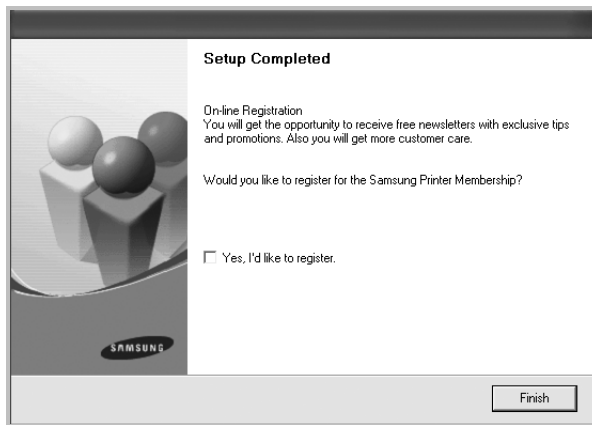 Setup Completed
On-line Registration
You will get the opportunity to receive free newsletters with exclusive tips
and promotions. Also you will get more customer care.
Would you like to register for the Samsung Printer Membership?
Yes, I'd like to register.
SAMSUNG
Finish